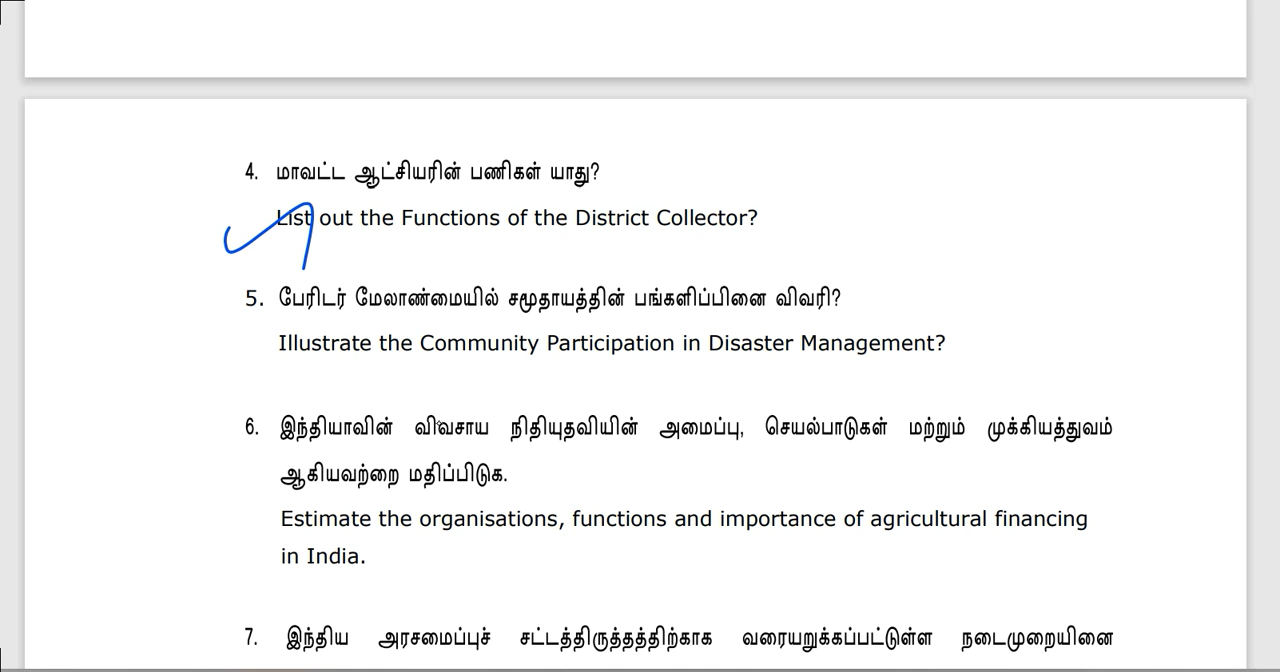 4. மாவட்ட ஆட்சியரின் பணிகள் யாது?
List out the Functions of the District Collector?
5. பேரிடர் மேலாண்மையில் சமூதாயத்தின் பங்களிப்பினை விவரி?
Illustrate the Community Participation in Disaster Management?
6. இந்தியாவின் விவசாய நிதியுதவியின் அமைப்பு, செயல்பாடுகள் மற்றும் முக்கியத்துவம்
ஆகியவற்றை மதிப்பிடுக.
Estimate the organisations, functions and importance of agricultural financing
in India.
7. இந்திய அரசமைப்புச் சட்டத்திருத்தத்திற்காக வரையறுக்கப்பட்டுள்ள நடைமுறையினை